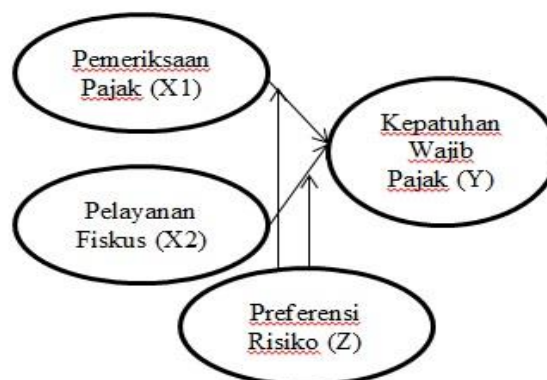 Pemeriksaan
Pajak (X1)
Kepatuhan
Wajib
Pajak (Y)
Pelayanan
Fiskus (X2)
Preferensi
Risiko (Z)